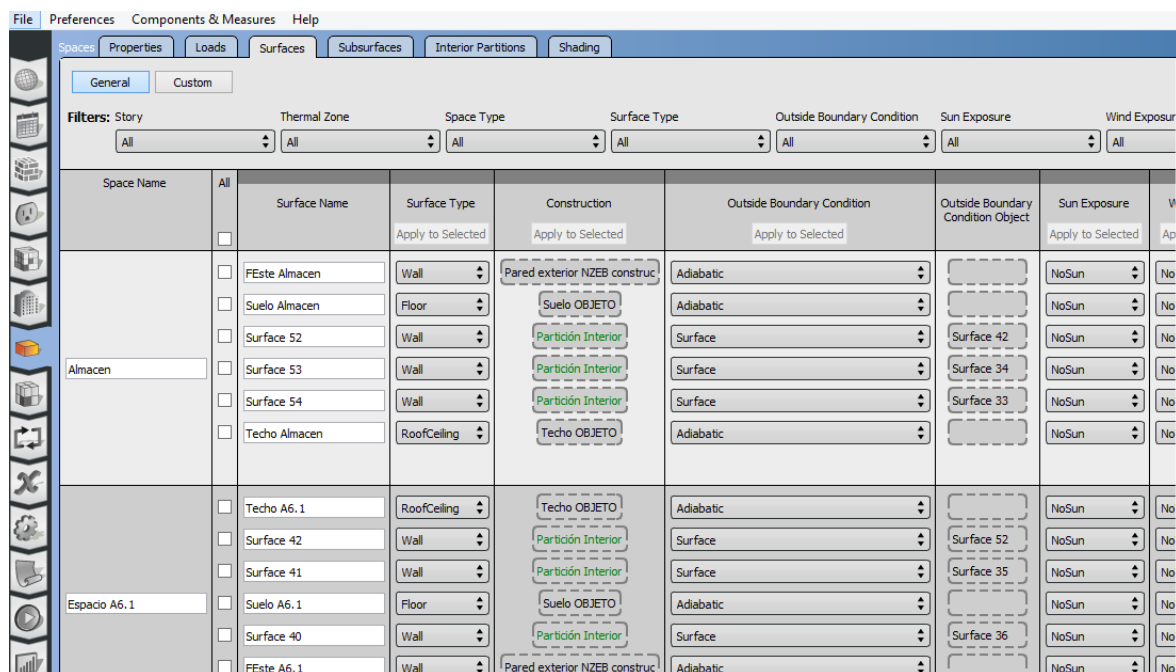 File Preferences Components & Measures Help
Spaces Properties Loads Surfaces Subsurfaces Interior Partitions Shading
General Custom
Filters: Story Thermal Zone Space Type Surface Type Outside Boundary Condition Sun Exposure Wind Exposur
All All All All All All All
Space Name All Surface Name Surface Type Construction Outside Boundary Condition Outside Boundary Condition Object Sun Exposure W
Apply to Selected Apply to Selected Apply to Selected Apply to Selected Ap
FEste Almacen Wall Pared exterior NZEB construc Adiabatic NoSun No
Suelo Almacen Floor Suelo OBJETO Adiabatic NoSun No
Surface 52 Wall Partición Interior Surface Surface 42 NoSun No
Almacen Surface 53 Wall Partición Interior Surface Surface 34 NoSun No
Surface 54 Wall Partición Interior Surface Surface 33 NoSun No
Techo Almacen RoofCeiling Techo OBJETO Adiabatic NoSun No
Techo A6.1 RoofCeiling Techo OBJETO Adiabatic NoSun No
Surface 42 Wall Partición Interior Surface Surface 52 NoSun No
Surface 41 Wall Partición Interior Surface Surface 35 NoSun No
Espacio A6.1 Suelo A6.1 Floor Suelo OBJETO Adiabatic NoSun No
Surface 40 Wall Partición Interior Surface Surface 36 NoSun No
FEste A6.1 Wall Pared exterior NZEB construc Adiabatic NoSun No